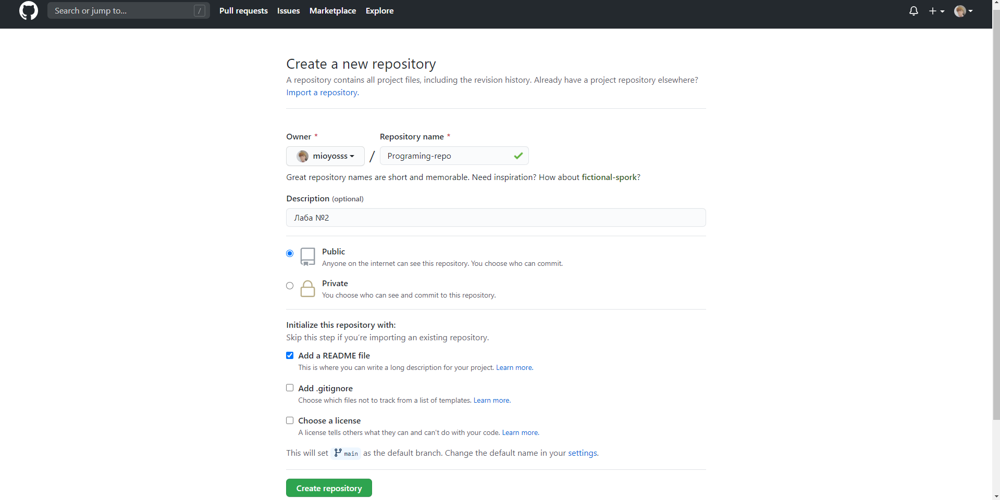 Search or jump to... /
Pull requests Issues Marketplace Explore
Create a new repository
A repository contains all project files, including the revision history. Already have a project repository elsewhere?
Import a repository.
Owner * Repository name *
mioyosss / Programing-repo
Great repository names are short and memorable. Need inspiration? How about fictional-spork?
Description (optional)
Лаба №2
Public
Anyone on the internet can see this repository. You choose who can commit.
Private
You choose who can see and commit to this repository.
Initialize this repository with:
Skip this step if you're importing an existing repository.
Add a README file
This is where you can write a long description for your project. Learn more.
Add .gitignore
Choose which files not to track from a list of templates. Learn more.
Choose a license
A license tells others what they can and can't do with your code. Learn more.
This will set main as the default branch. Change the default name in your settings.
Create repository